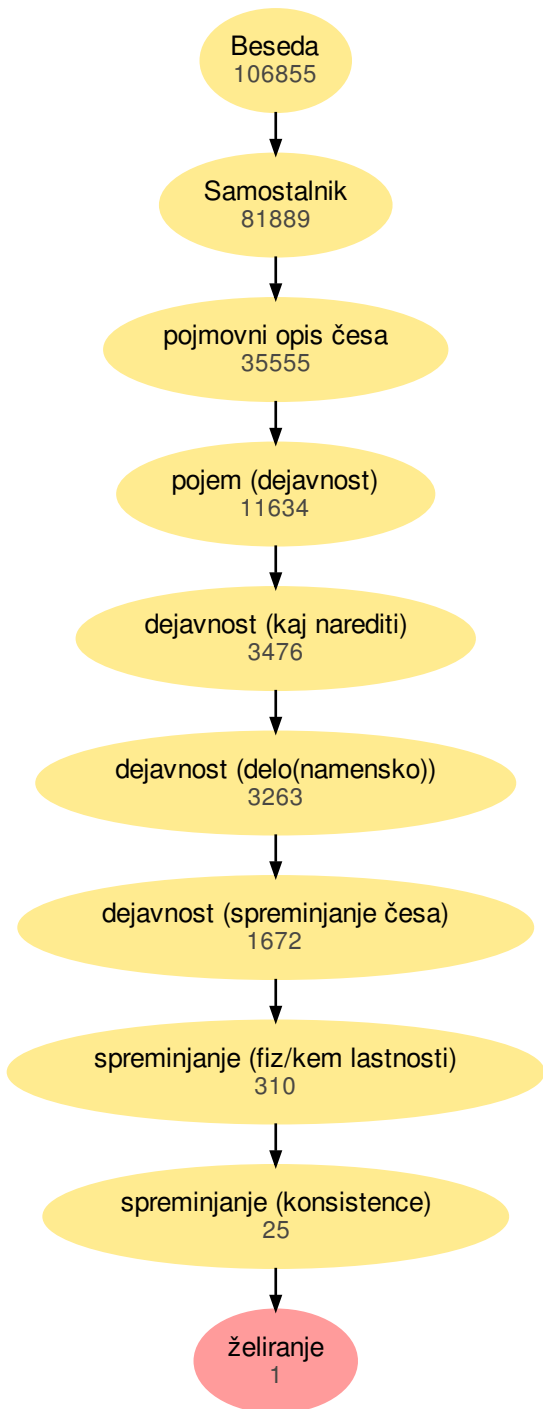 Beseda
106855
Samostalnik
81889
pojmovni opis česa
35555
pojem (dejavnost)
11634
dejavnost (kaj narediti)
3476
dejavnost (delo(namensko))
3263
dejavnost (spreminjanje česa)
1672
spreminjanje (fiz/kem lastnosti)
310
spreminjanje (konsistence)
25
želiranje
1